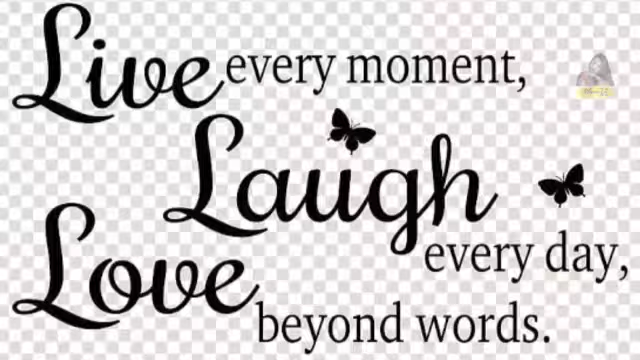 Live every moment,
Laugh
every day,
Love
beyond words.